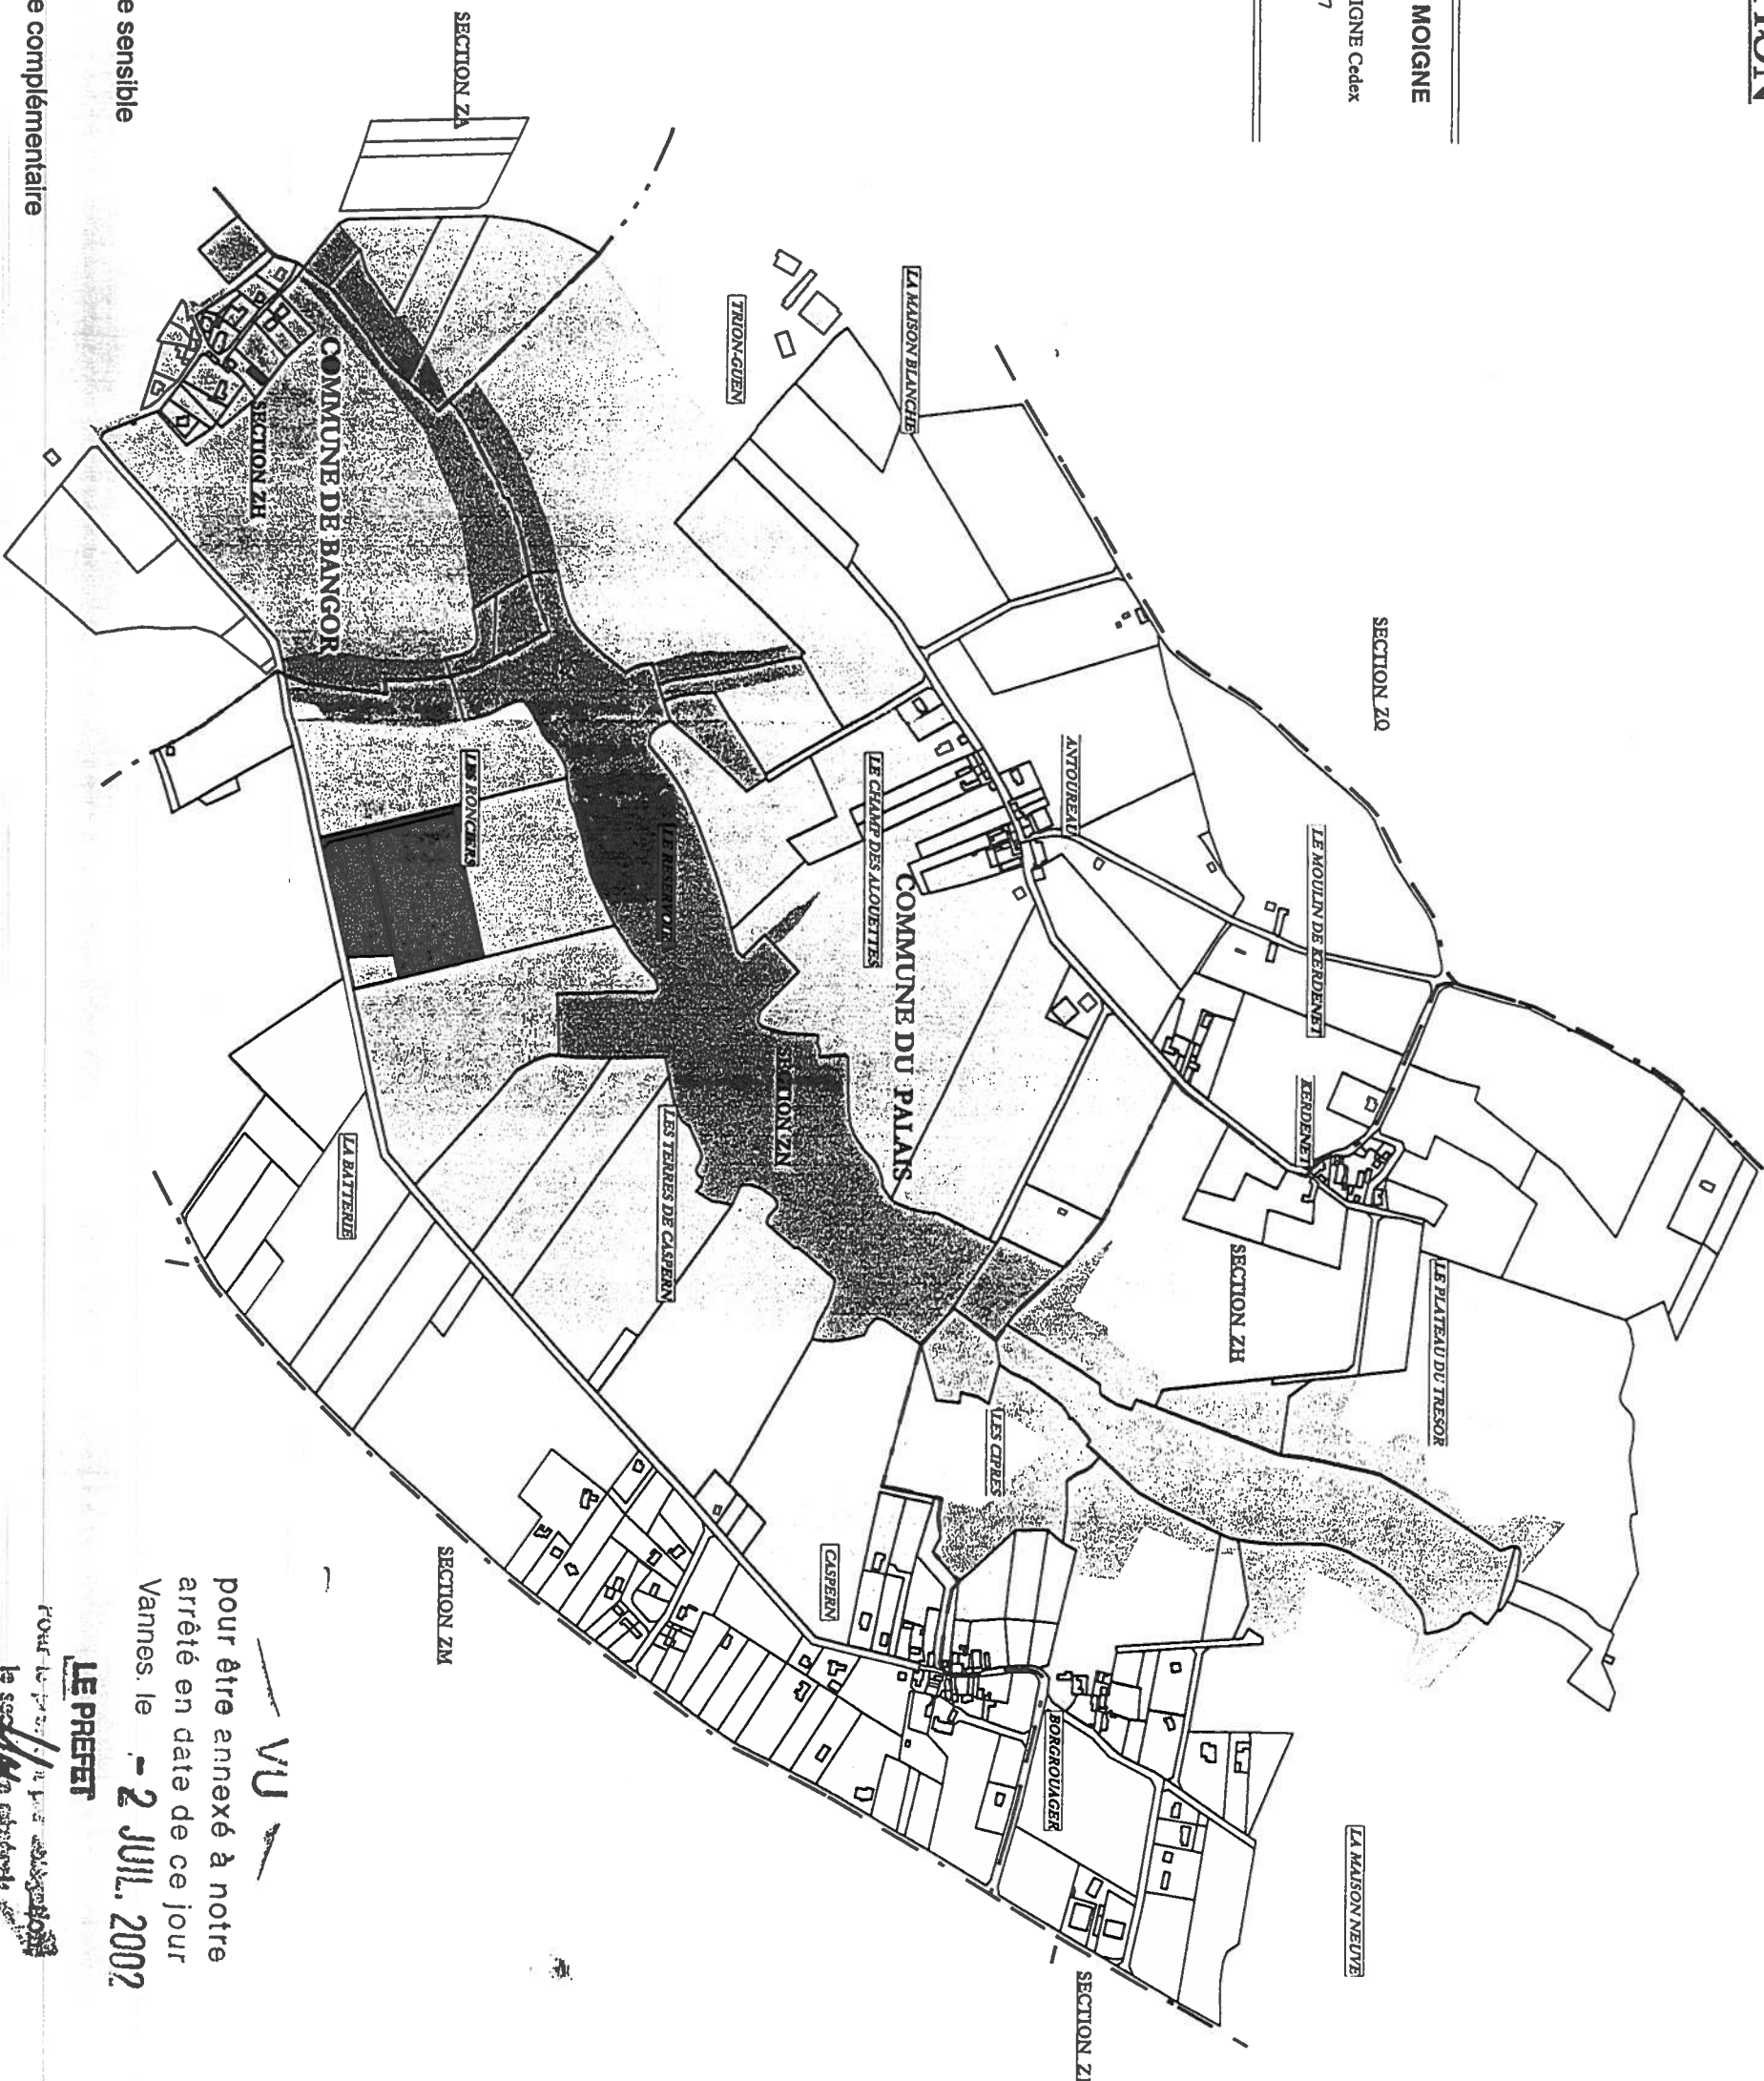 MOIGNE
IGNE Cedex
7
SECTION ZA
e sensible
e complémentaire
LA MAISON BLANCHE
TRION-GUEN
COMMUNE DE BANGOR
SECTION ZH
SECTION ZQ
ANTOUREAU
LE CHAMP DES ALOUETTES
LES RONCIERS
LE RESERVOIR
COMMUNE DU PALAIS
LE MOULIN DE KERDENET
KERDENET
SECTION ZN
LES TERRES DE CASPERN
LA BATTERIE
SECTION ZH
LE PLATEAU DU TRESOR
LES CIPRES
CASPERN
SECTION ZM
BORGROUAGER
LA MAISON NEUVE
SECTION
VU
pour être annexé à notre
arrêté en date de ce jour
Vannes. le - 2 JUIL. 2002
LE PREFET